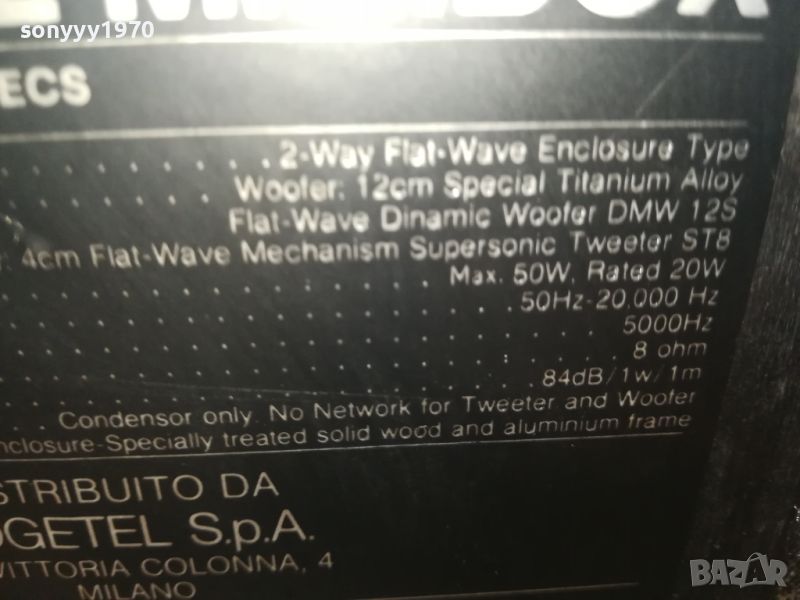 sonyyy1970
ECS
2-Way Flat-Wave Enclosure Type
Woofer: 12cm Special Titanium Alloy
Flat-Wave Dinamic Woofer DMW 12S
4cm Flat-Wave Mechanism Supersonic Tweeter ST8
Max. 50W, Rated 20W
50Hz-20.000 Hz
5000Hz
8 ohm
84dB/1w/1m
Condensor only. No Network for Tweeter and Woofer
nclosure-Specially treated solid wood and aluminium frame
STRIBUITO DA
OGETEL S.p.A.
VITTORIA COLONNA, 4
MILANO
BAZAR